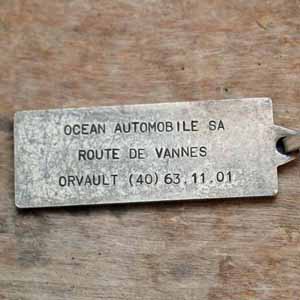 OCEAN AUTOMOBILE SA
ROUTE DE VANNES
ORVAULT (40) 63.11.01